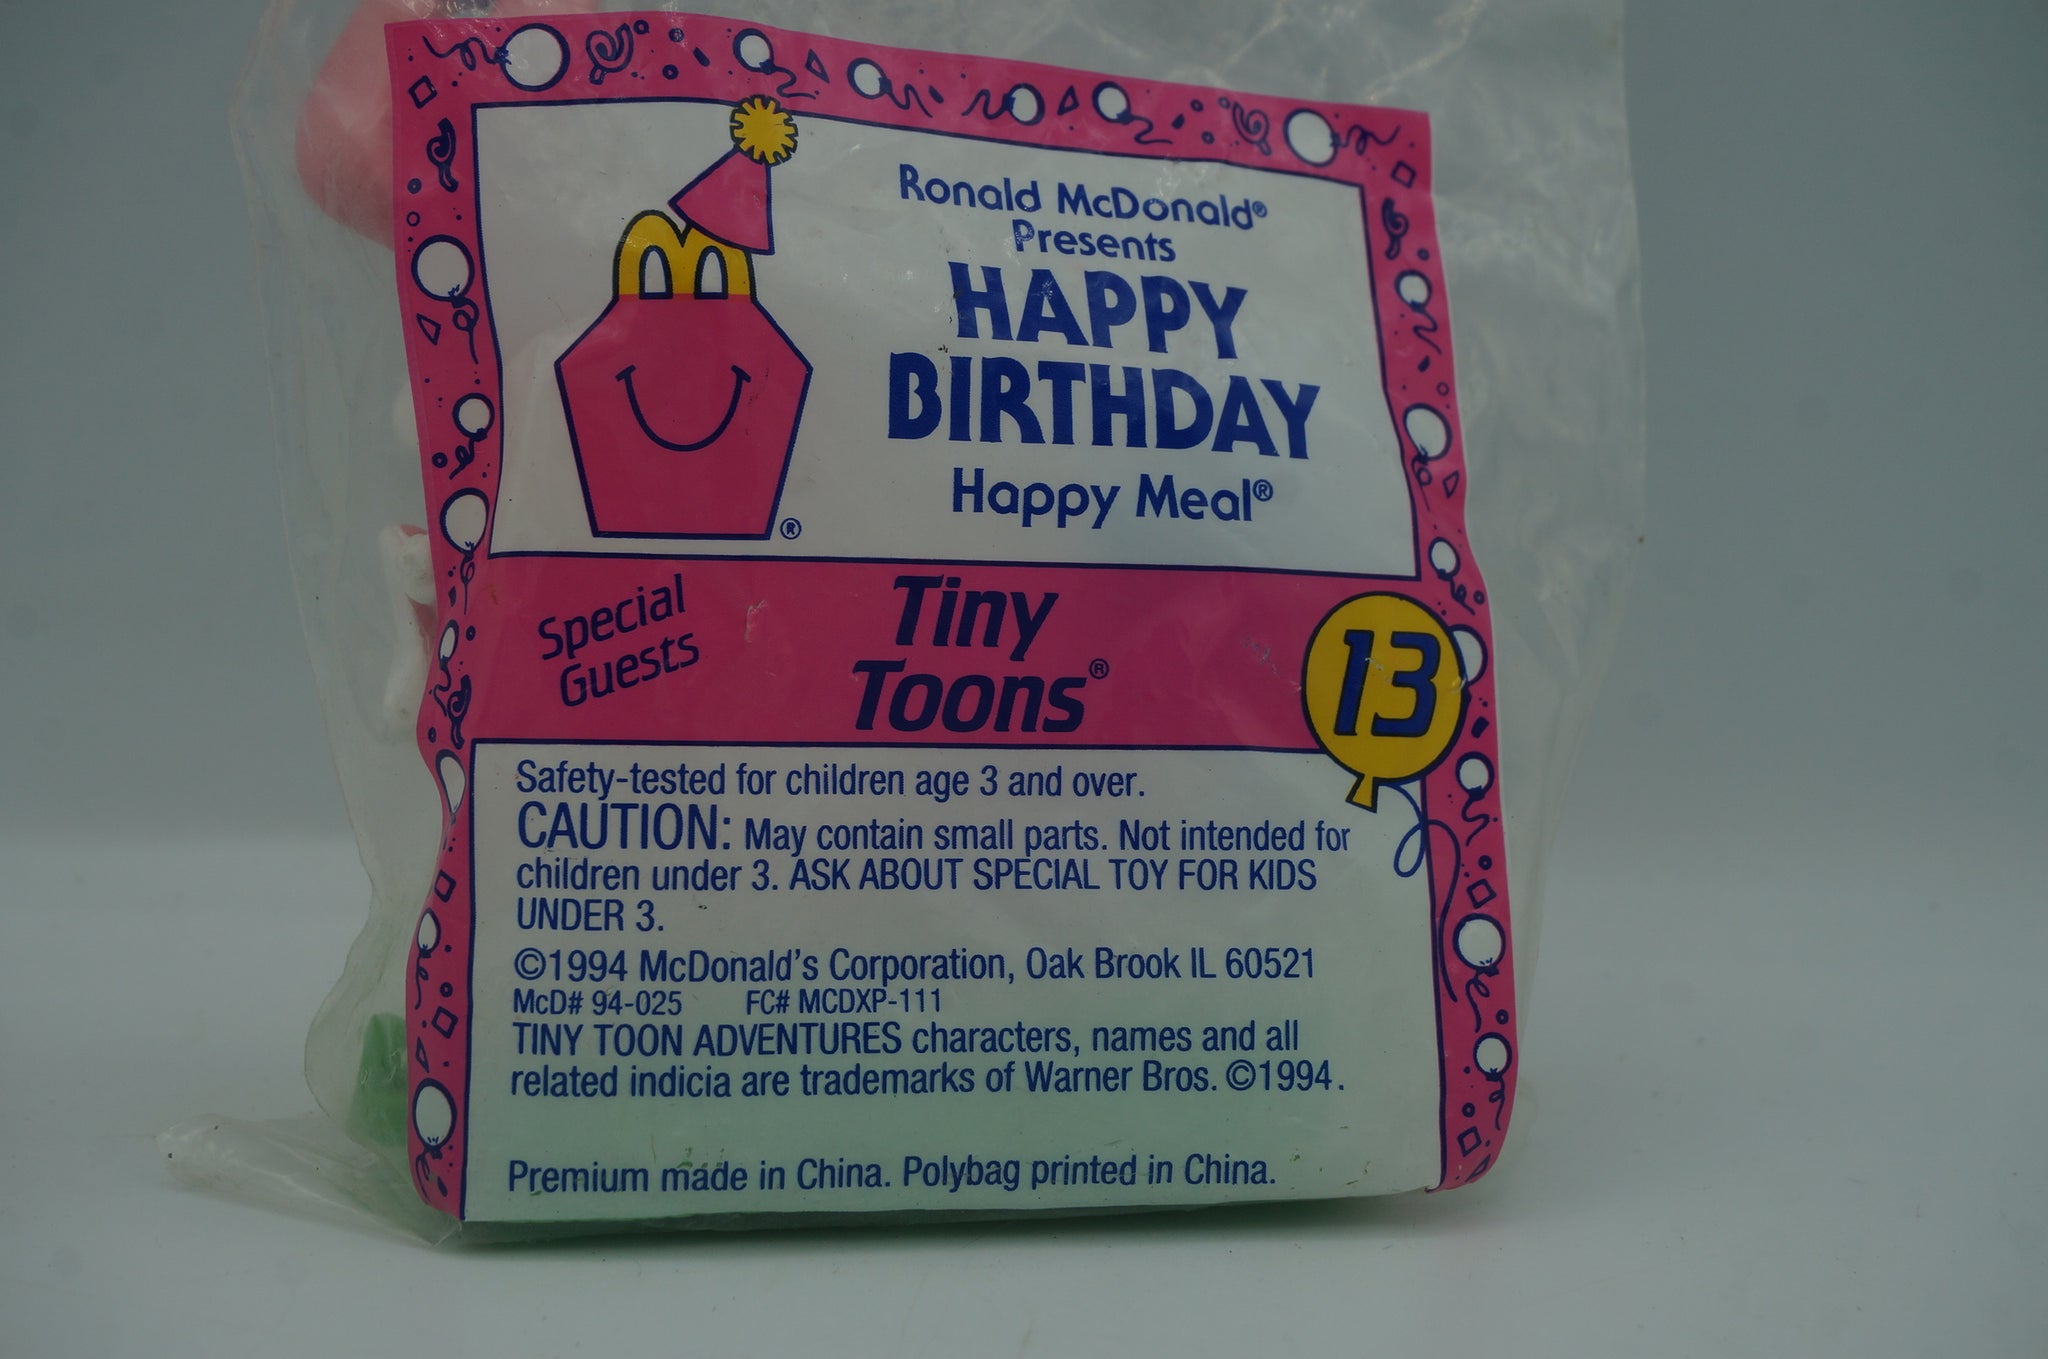 Ronald McDonald®
Presents
HAPPY
BIRTHDAY
Happy Meal®
®
Special
Guests
Tiny
Toons®
13
Safety-tested for children age 3 and over.
CAUTION: May contain small parts. Not intended for
children under 3. ASK ABOUT SPECIAL TOY FOR KIDS
UNDER 3.
©1994 McDonald's Corporation, Oak Brook IL 60521
McD# 94-025 FC# MCDXP-111
TINY TOON ADVENTURES characters, names and all
related indicia are trademarks of Warner Bros. ©1994.
Premium made in China. Polybag printed in China.